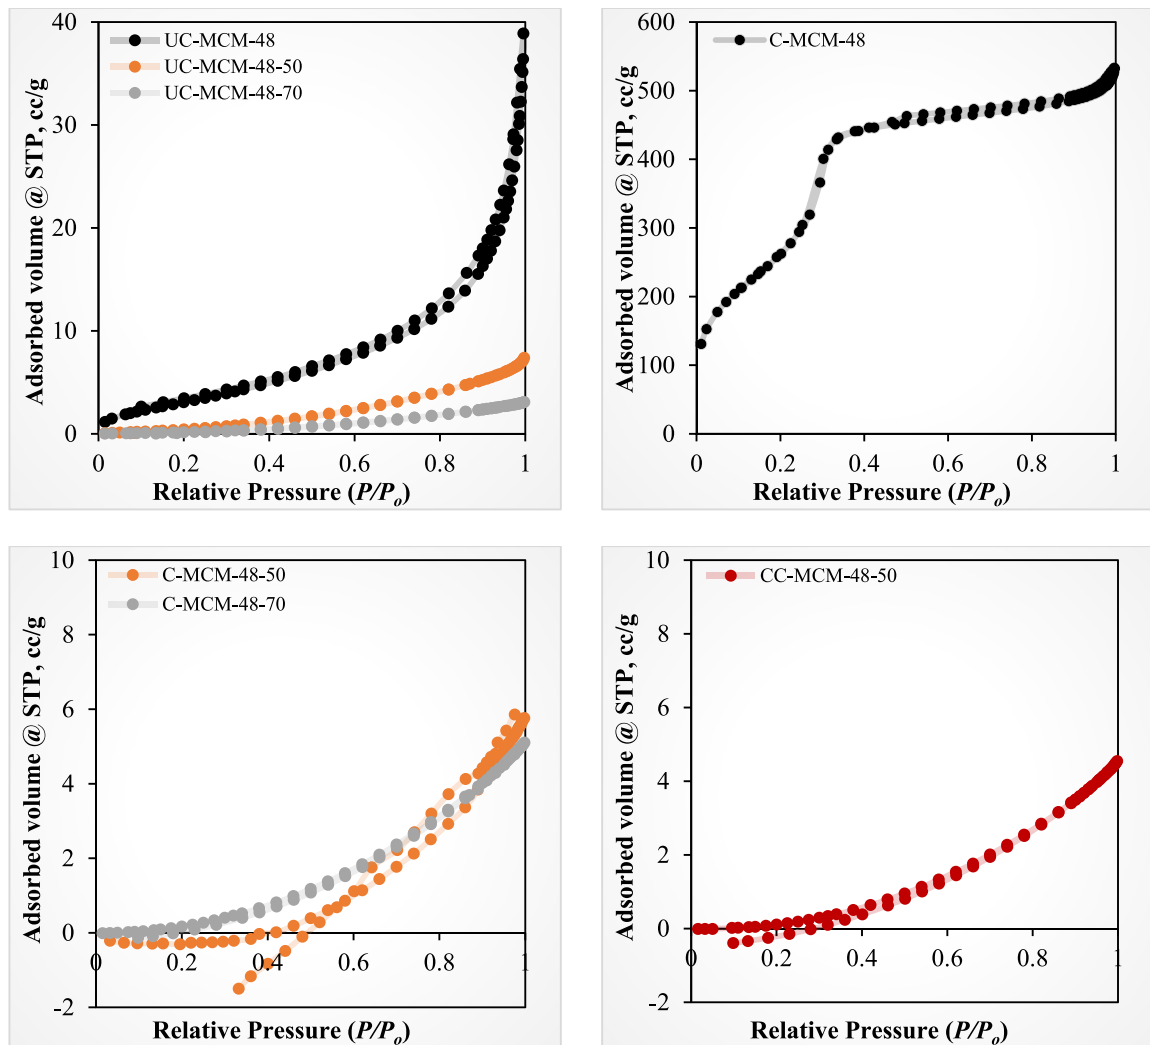 40
30
20
10
0
Adsorbed volume @ STP, cc/g
UC-MCM-48
UC-MCM-48-50
UC-MCM-48-70
0 0.2 0.4 0.6 0.8 1
Relative Pressure (P/Po)
600
500
400
300
200
100
0
Adsorbed volume @ STP, cc/g
C-MCM-48
0 0.2 0.4 0.6 0.8 1
Relative Pressure (P/Po)
10
8
6
4
2
0
-2
Adsorbed volume @ STP, cc/g
C-MCM-48-50
C-MCM-48-70
0 0.2 0.4 0.6 0.8 1
Relative Pressure (P/Po)
10
8
6
4
2
0
-2
Adsorbed volume @ STP, cc/g
CC-MCM-48-50
0 0.2 0.4 0.6 0.8 1
Relative Pressure (P/Po)